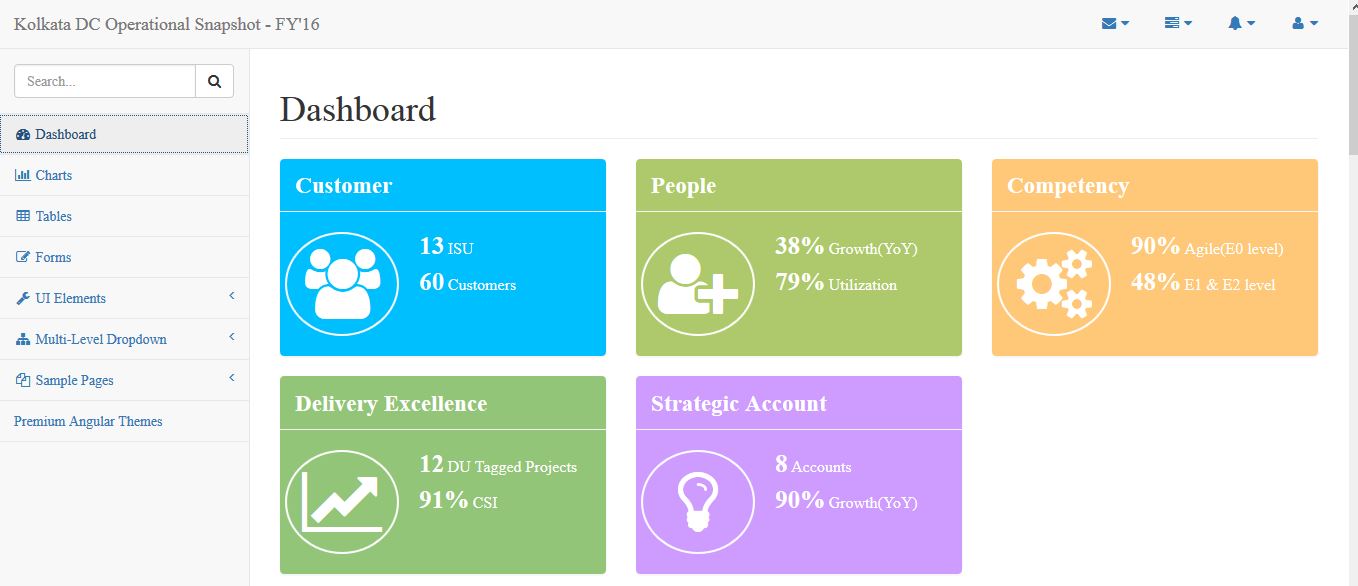 Kolkata DC Operational Snapshot - FY'16
Search...
Dashboard
Charts
Tables
Forms
UI Elements
Multi-Level Dropdown
Sample Pages
Premium Angular Themes
Dashboard
Customer
13 ISU
60 Customers
People
38% Growth(YoY)
79% Utilization
Competency
90% Agile(E0 level)
48% E1 & E2 level
Delivery Excellence
12 DU Tagged Projects
91% CSI
Strategic Account
8 Accounts
90% Growth(YoY)